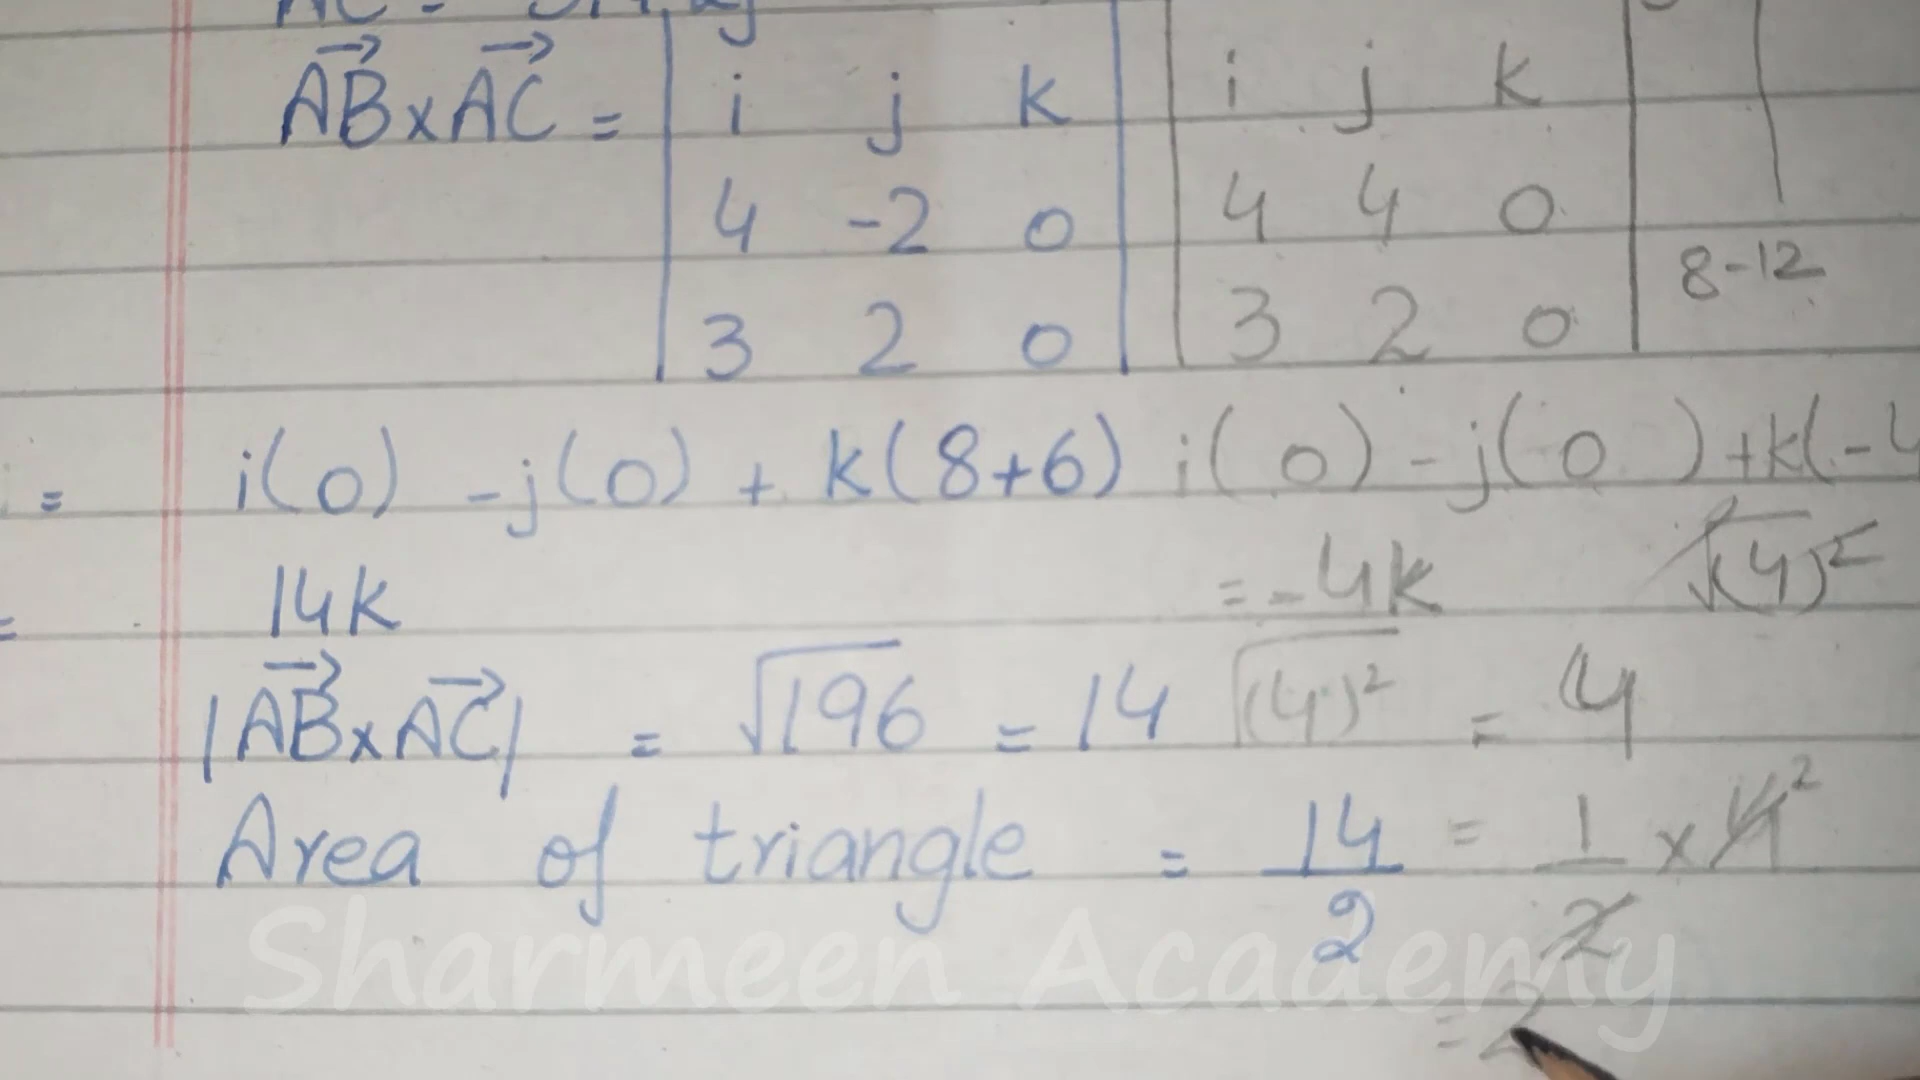 AB×AC = | i j k | | i j k |
4 -2 0 | 4 4 0 | 8-12
3 2 0 | 3 2 0 |
= i(0) -j(0) + k(8+6) i(0) -j(0) +k(-4
= 14k = -4k √(4)²
|AB×AC| = √196 = 14 √(4)² = 4
Area of triangle = 14/2 = 1/2 × 4 2
Sharmeen Academy
= 2